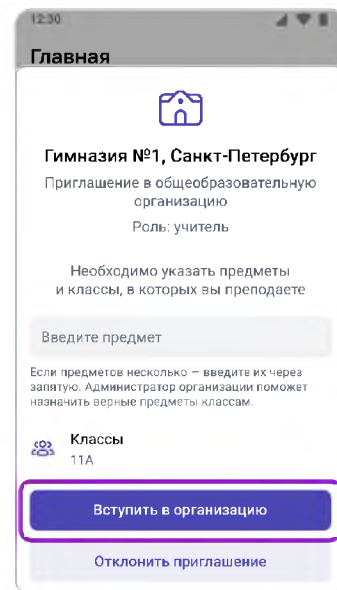 12:30
Главная
Гимназия №1, Санкт-Петербург
Приглашение в общеобразовательную
организацию
Роль: учитель
Необходимо указать предметы
и классы, в которых вы преподаете
Введите предмет
Если предметов несколько — введите их через
запятую. Администратор организации поможет
назначить верные предметы классам.
Классы
11А
Вступить в организацию
Отклонить приглашение